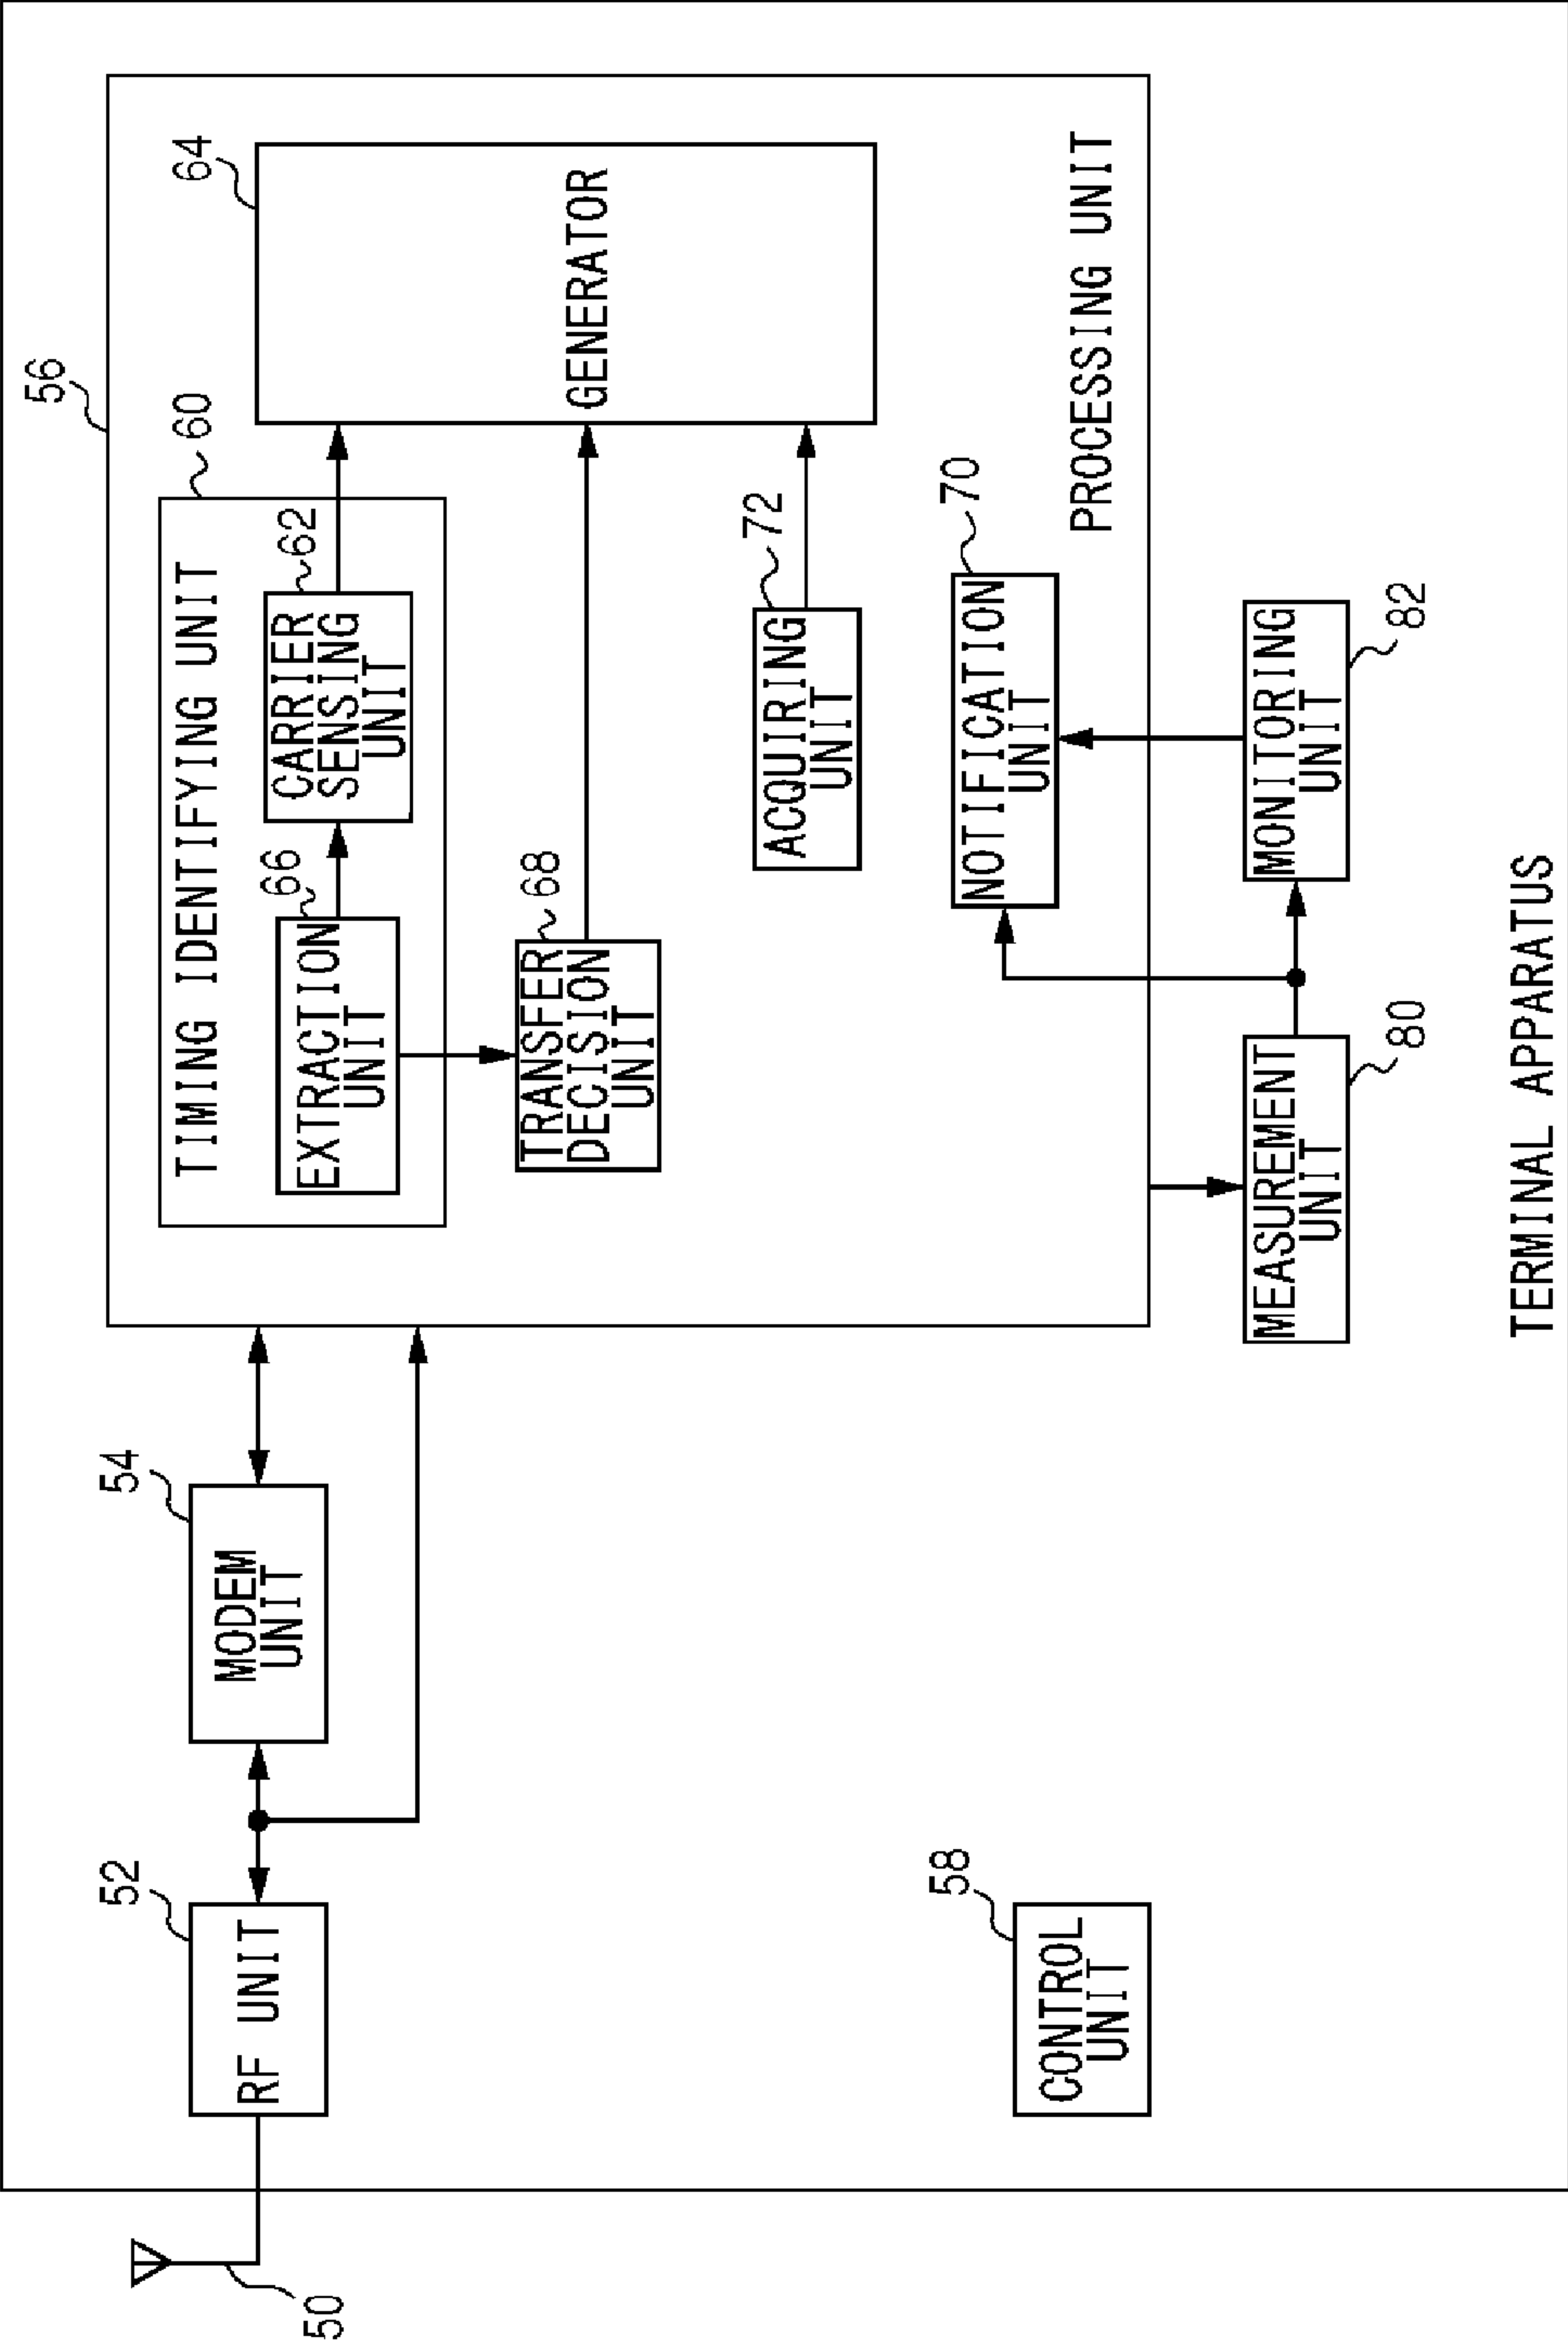 50
52
RF UNIT
54
MODEM
UNIT
56
60
TIMING IDENTIFYING UNIT
66
EXTRACTION
UNIT
62
CARRIER
SENSING
UNIT
64
GENERATOR
68
TRANSFER
DECISION
UNIT
72
ACQUIRING
UNIT
70
NOTIFICATION
UNIT
PROCESSING UNIT
58
CONTROL
UNIT
MEASUREMENT
UNIT
80
MONITORING
UNIT
82
TERMINAL APPARATUS